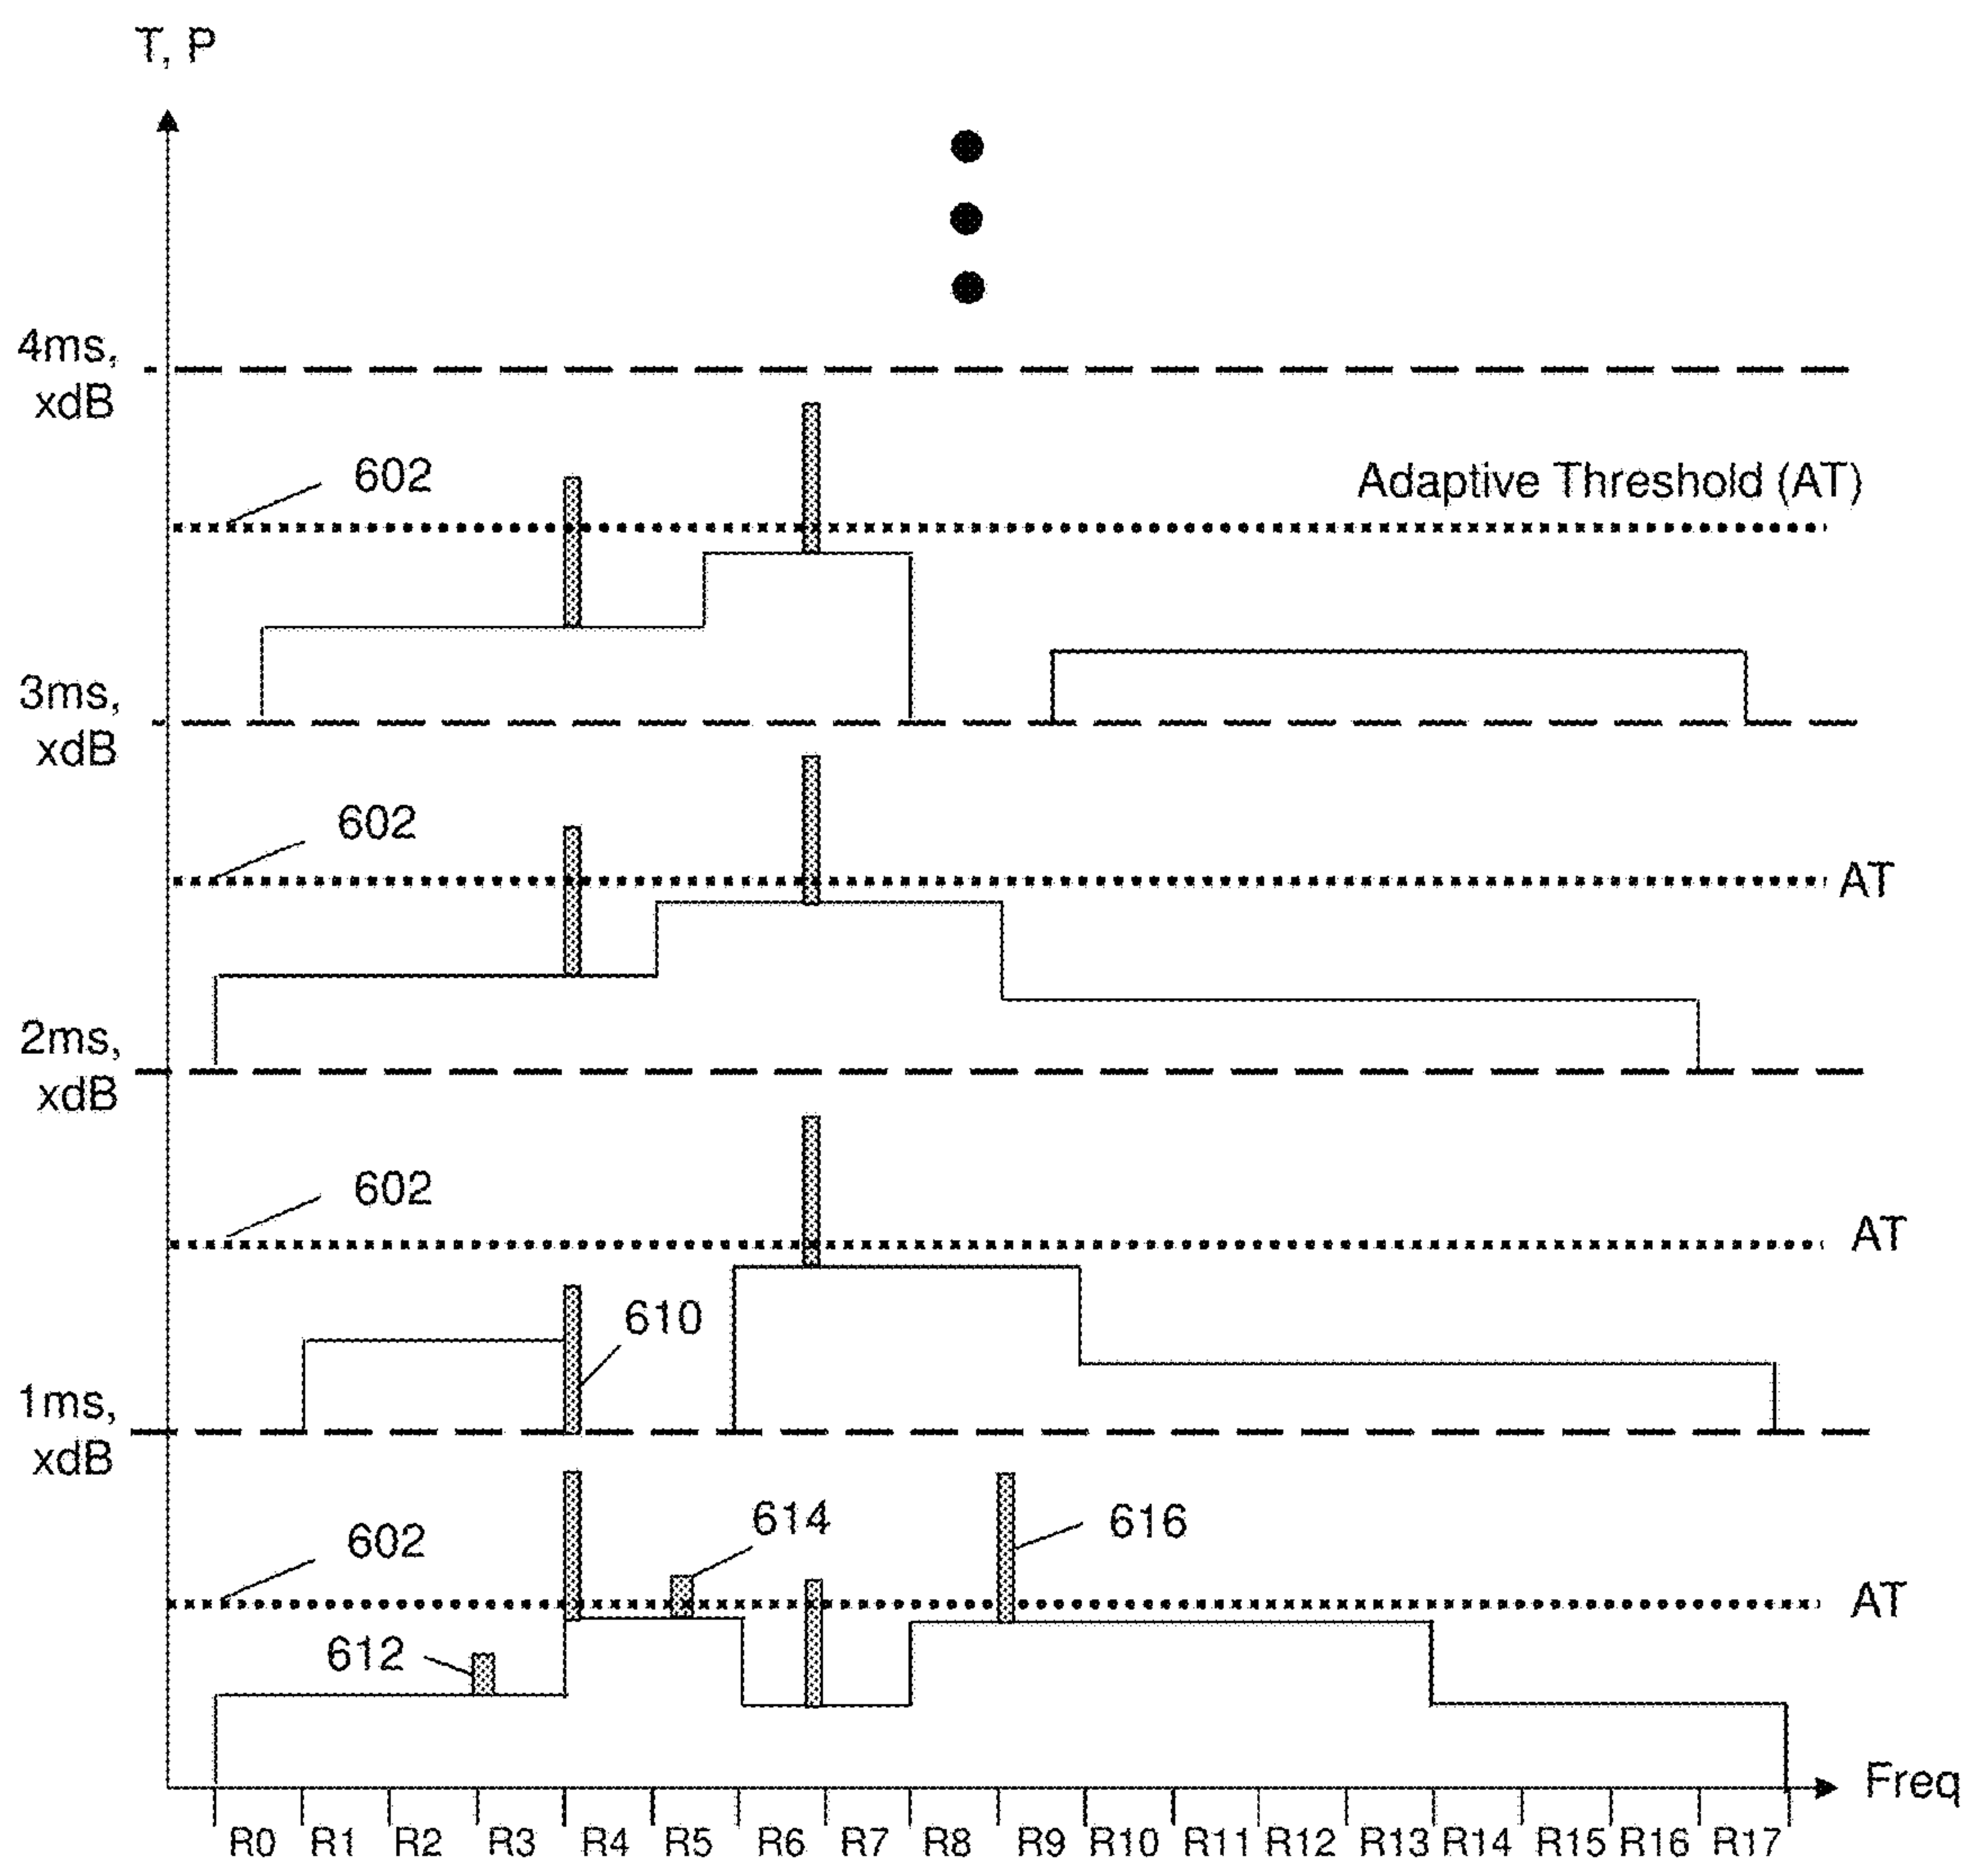 T, P
4ms,
xdB
602
Adaptive Threshold (AT)
3ms,
xdB
602
AT
2ms,
xdB
602
AT
610
1ms,
xdB
614
616
602
AT
612
Freq
R0 R1 R2 R3 R4 R5 R6 R7 R8 R9 R10 R11 R12 R13 R14 R15 R16 R17